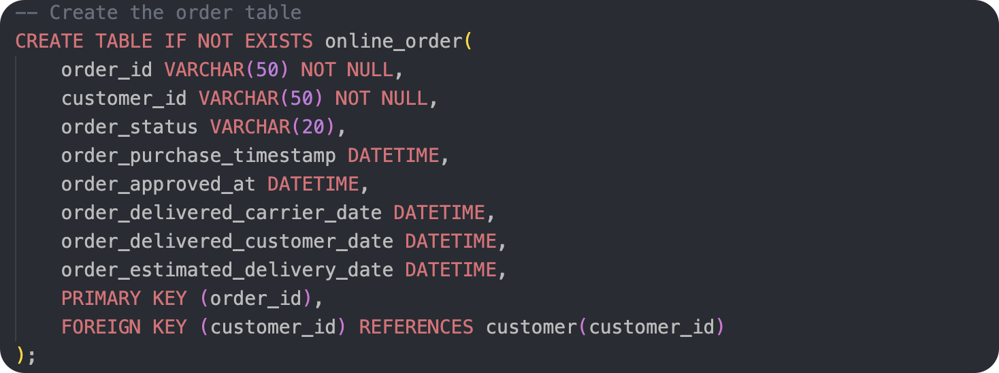 -- Create the order table
CREATE TABLE IF NOT EXISTS online_order(
    order_id VARCHAR(50) NOT NULL,
    customer_id VARCHAR(50) NOT NULL,
    order_status VARCHAR(20),
    order_purchase_timestamp DATETIME,
    order_approved_at DATETIME,
    order_delivered_carrier_date DATETIME,
    order_delivered_customer_date DATETIME,
    order_estimated_delivery_date DATETIME,
    PRIMARY KEY (order_id),
    FOREIGN KEY (customer_id) REFERENCES customer(customer_id)
);